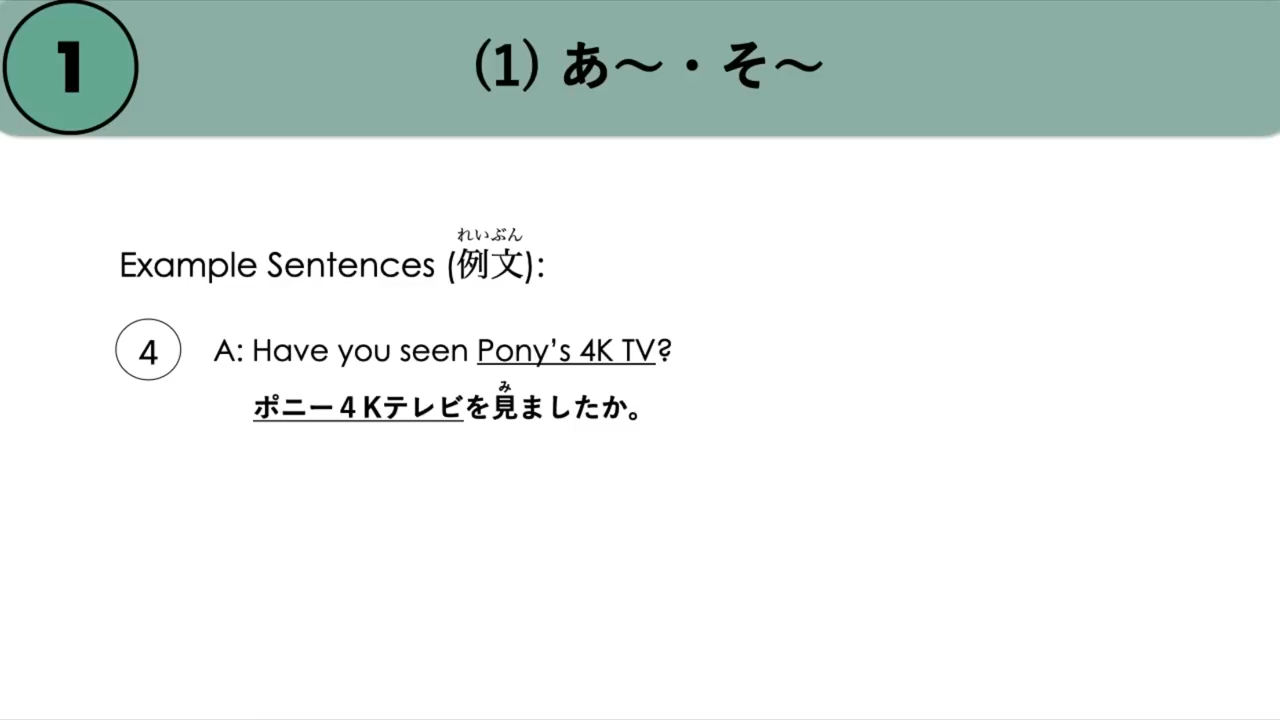 1
(1) あ～・そ～
れいぶん
Example Sentences (例文):
4 A: Have you seen Pony's 4K TV?
み
ポニー４Kテレビを見ましたか。